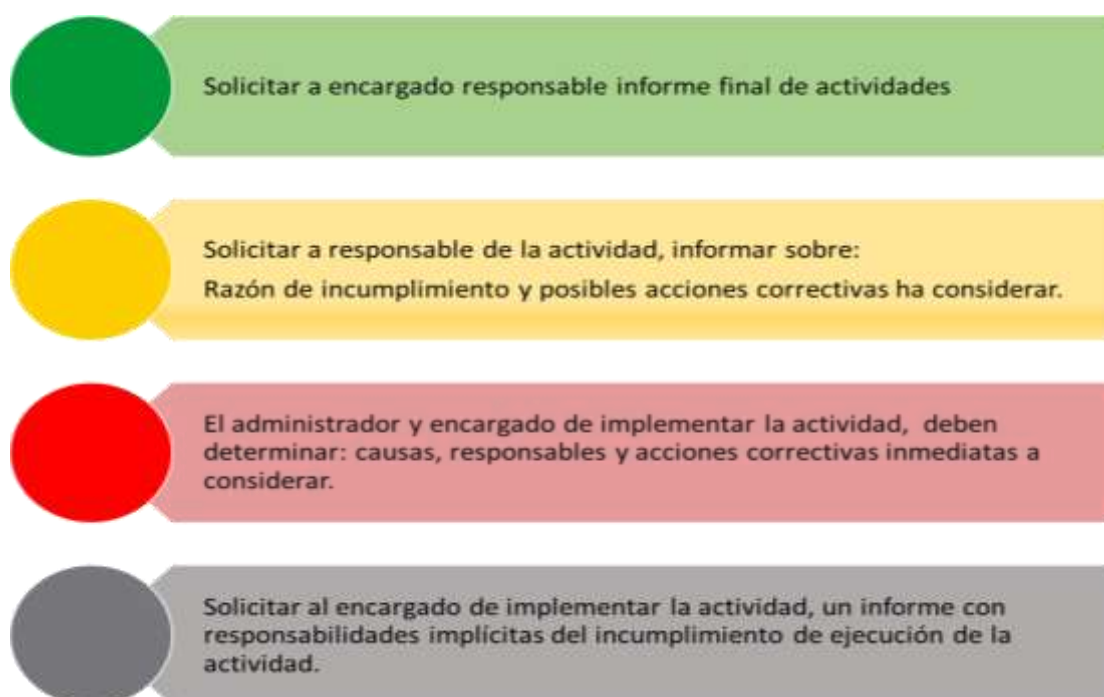 Solicitar a encargado responsable informe final de actividades
Solicitar a responsable de la actividad, informar sobre:
Razón de incumplimiento y posibles acciones correctivas ha considerar.
El administrador y encargado de implementar la actividad, deben
determinar: causas, responsables y acciones correctivas inmediatas a
considerar.
Solicitar al encargado de implementar la actividad, un informe con
responsabilidades implícitas del incumplimiento de ejecución de la
actividad.